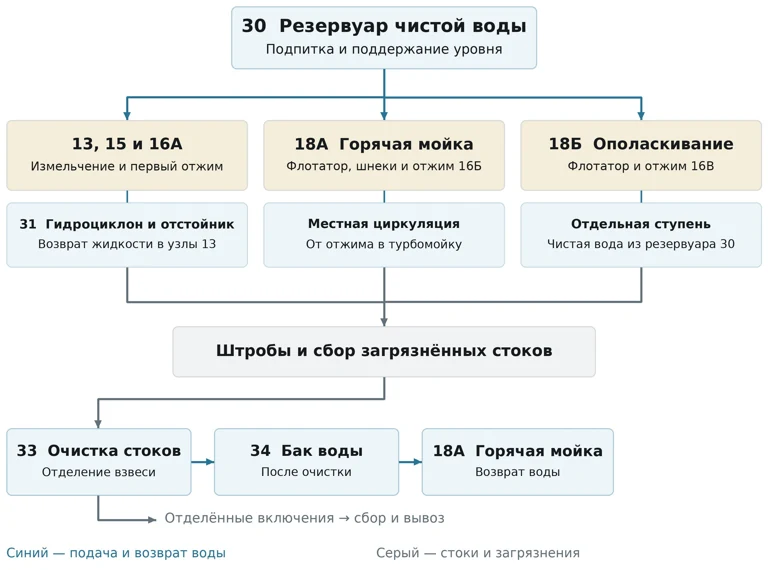 30 Резервуар чистой воды
Подпитка и поддержание уровня
13, 15 и 16А
Измельчение и первый отжим
18А Горячая мойка
Флотатор, шнеки и отжим 16Б
18Б Ополаскивание
Флотатор и отжим 16В
31 Гидроциклон и отстойник
Возврат жидкости в узлы 13
Местная циркуляция
От отжима в турбомойку
Отдельная ступень
Чистая вода из резервуара 30
Штробы и сбор загрязнённых стоков
33 Очистка стоков
Отделение взвеси
34 Бак воды
После очистки
18А Горячая мойка
Возврат воды
Отделённые включения → сбор и вывоз
Синий — подача и возврат воды
Серый — стоки и загрязнения